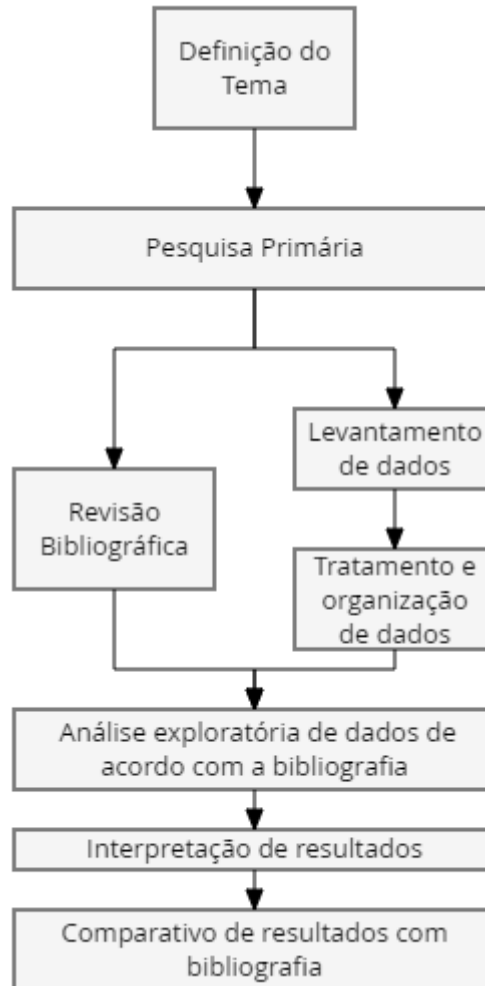 Definição do
Tema
Pesquisa Primária
Revisão
Bibliográfica
Levantamento
de dados
Tratamento e
organização
de dados
Análise exploratória de dados de
acordo com a bibliografia
Interpretação de resultados
Comparativo de resultados com
bibliografia